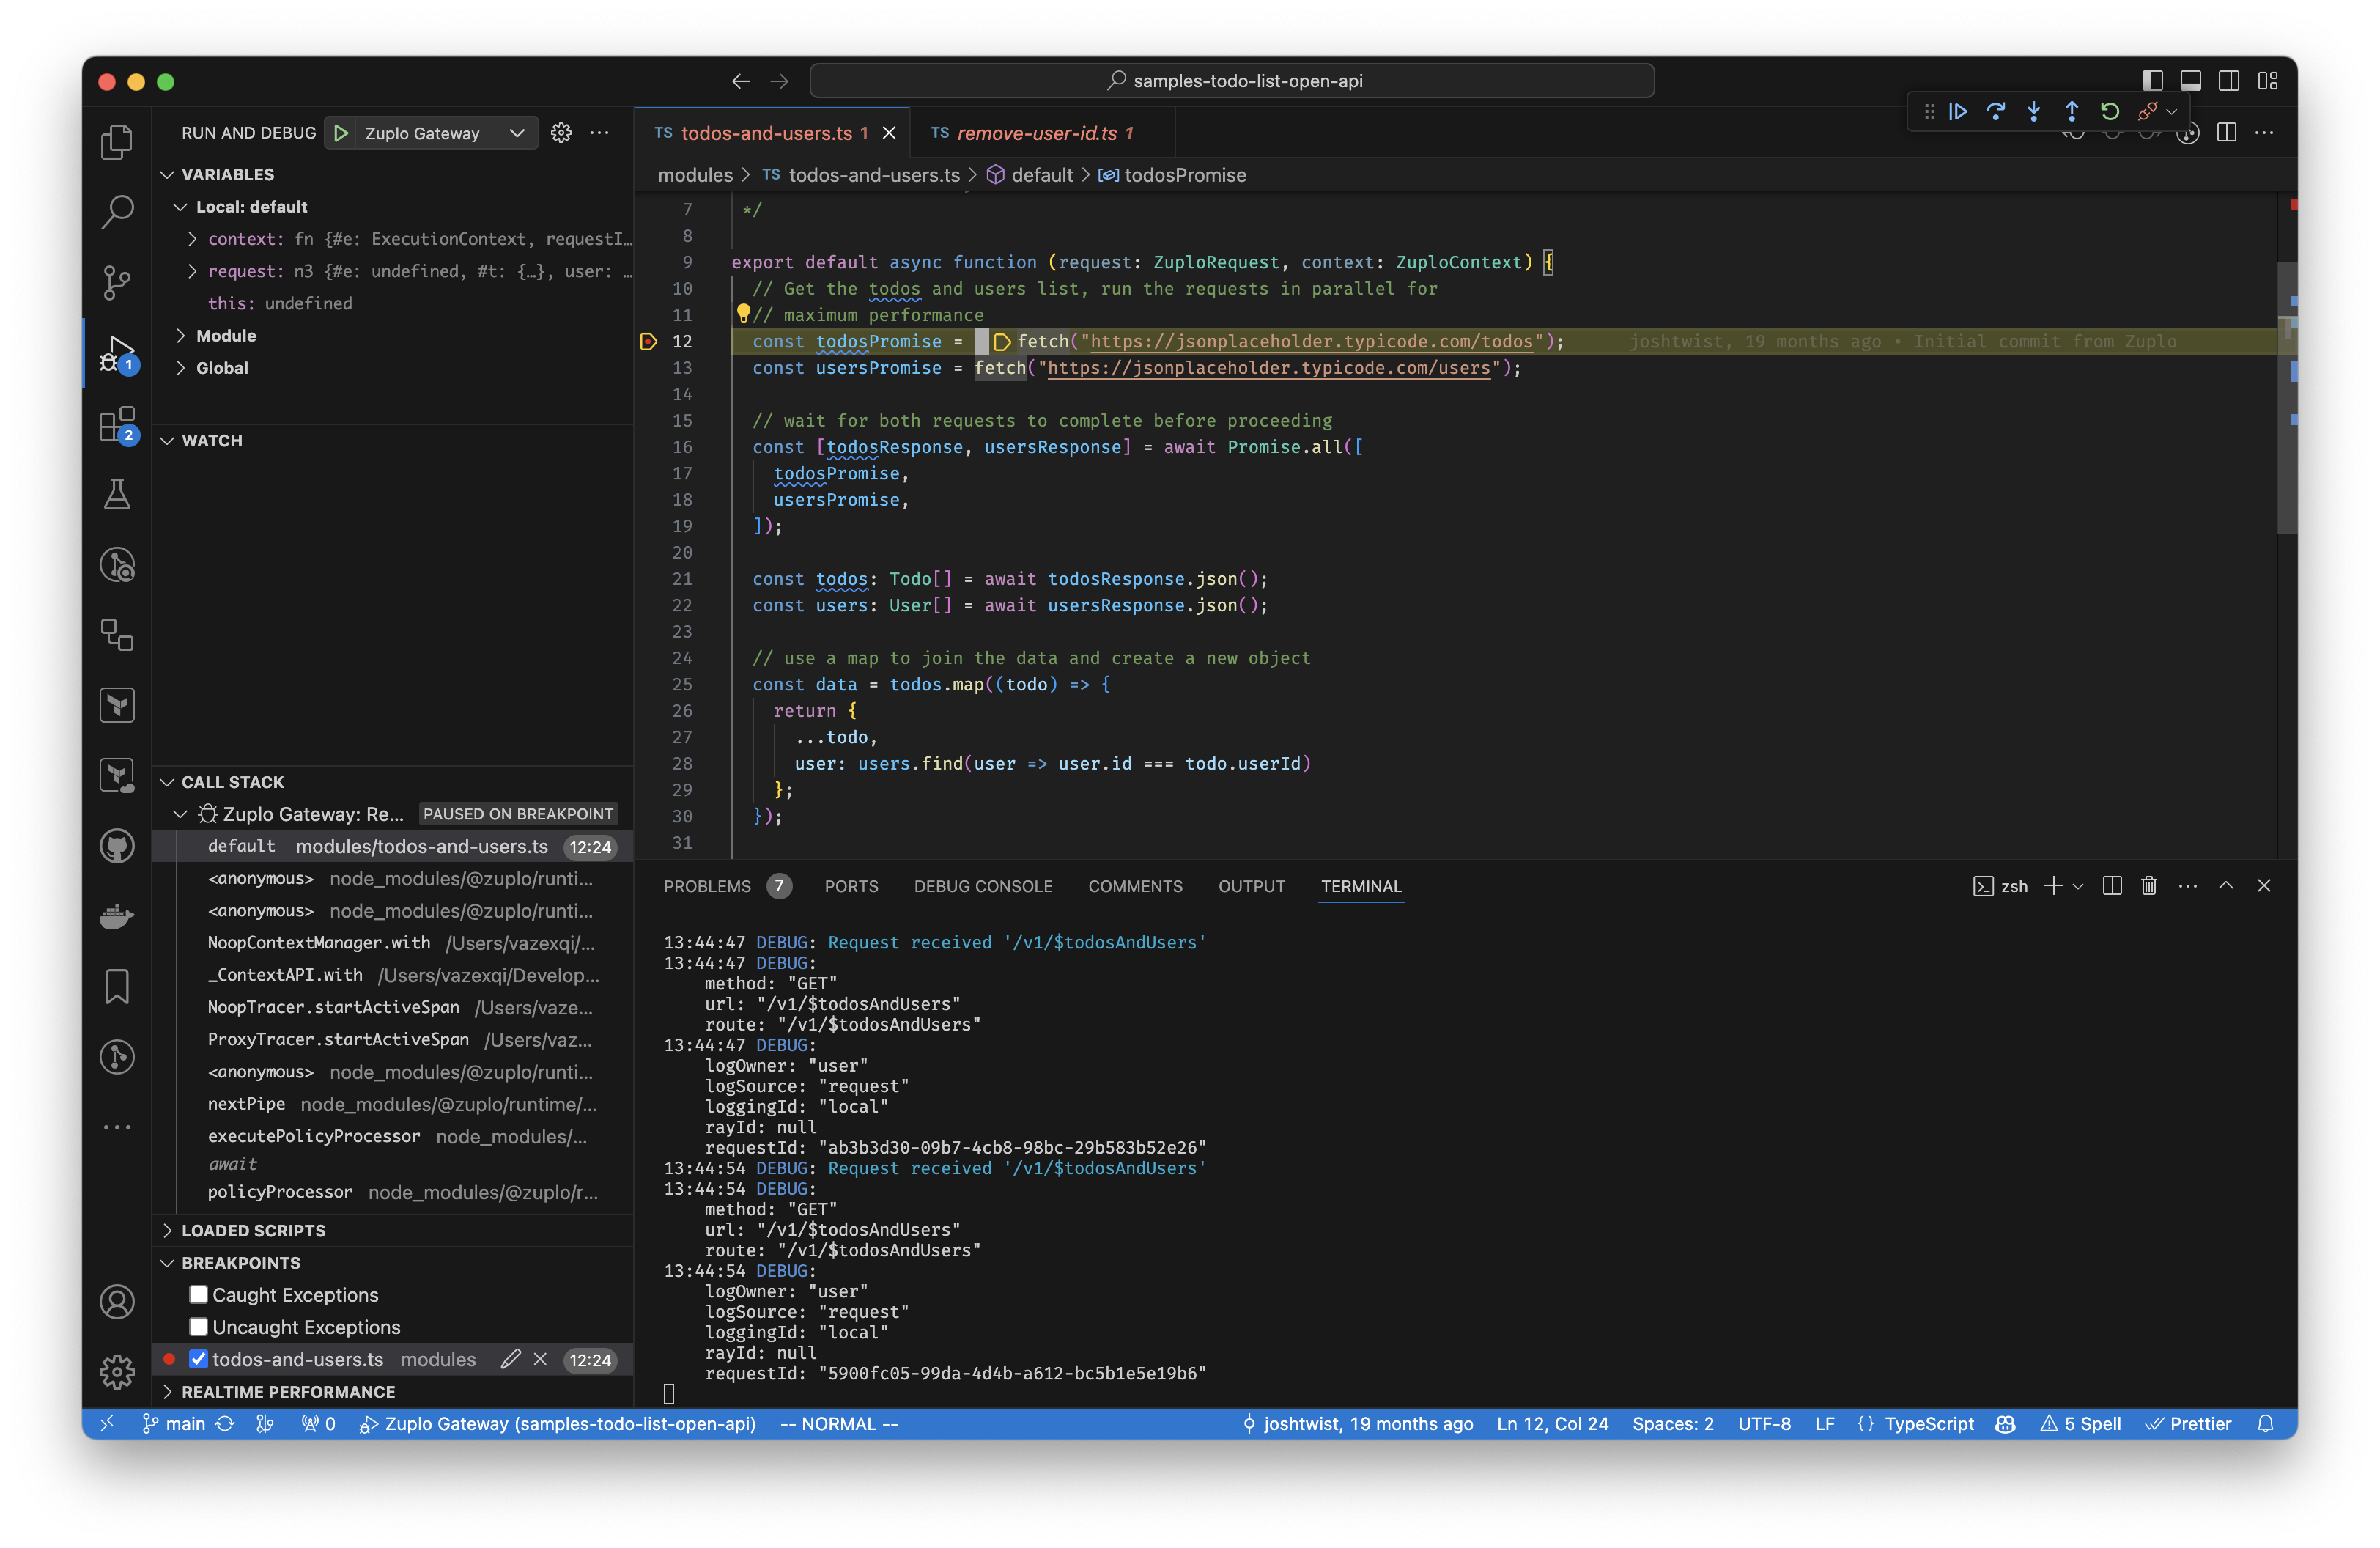 samples-todo-list-open-api
RUN AND DEBUG Zuplo Gateway
VARIABLES
Local: default
context: fn {#e: ExecutionContext, requestI…
request: n3 {#e: undefined, #t: {…}, user: …
this: undefined
Module
Global
WATCH
CALL STACK
Zuplo Gateway: Re... PAUSED ON BREAKPOINT
default modules/todos-and-users.ts 12:24
<anonymous> node_modules/@zuplo/runti...
<anonymous> node_modules/@zuplo/runti...
NoopContextManager.with /Users/vazexqi/...
_ContextAPI.with /Users/vazexqi/Develop...
NoopTracer.startActiveSpan /Users/vaze...
ProxyTracer.startActiveSpan /Users/vaz...
<anonymous> node_modules/@zuplo/runti...
nextPipe node_modules/@zuplo/runtime/...
executePolicyProcessor node_modules/...
await
policyProcessor node_modules/@zuplo/r...
LOADED SCRIPTS
BREAKPOINTS
Caught Exceptions
Uncaught Exceptions
todos-and-users.ts modules 12:24
REALTIME PERFORMANCE
1
2
TS todos-and-users.ts 1
TS remove-user-id.ts 1
modules > TS todos-and-users.ts > default > todosPromise
7 */
8
9 export default async function (request: ZuploRequest, context: ZuploContext) {
10 // Get the todos and users list, run the requests in parallel for
11 // maximum performance
12 const todosPromise = fetch("https://jsonplaceholder.typicode.com/todos"); joshtwist, 19 months ago • Initial commit from Zuplo
13 const usersPromise = fetch("https://jsonplaceholder.typicode.com/users");
14
15 // wait for both requests to complete before proceeding
16 const [todosResponse, usersResponse] = await Promise.all([
17 todosPromise,
18 usersPromise,
19 ]);
20
21 const todos: Todo[] = await todosResponse.json();
22 const users: User[] = await usersResponse.json();
23
24 // use a map to join the data and create a new object
25 const data = todos.map((todo) => {
26 return {
27 ...todo,
28 user: users.find(user => user.id === todo.userId)
29 };
30 });
31
PROBLEMS 7 PORTS DEBUG CONSOLE COMMENTS OUTPUT TERMINAL zsh
13:44:47 DEBUG: Request received '/v1/$todosAndUsers'
13:44:47 DEBUG:
method: "GET"
url: "/v1/$todosAndUsers"
route: "/v1/$todosAndUsers"
13:44:47 DEBUG:
logOwner: "user"
logSource: "request"
loggingId: "local"
rayId: null
requestId: "ab3b3d30-09b7-4cb8-98bc-29b583b52e26"
13:44:54 DEBUG: Request received '/v1/$todosAndUsers'
13:44:54 DEBUG:
method: "GET"
url: "/v1/$todosAndUsers"
route: "/v1/$todosAndUsers"
13:44:54 DEBUG:
logOwner: "user"
logSource: "request"
loggingId: "local"
rayId: null
requestId: "5900fc05-99da-4d4b-a612-bc5b1e5e19b6"
main 0 Zuplo Gateway (samples-todo-list-open-api) -- NORMAL -- joshtwist, 19 months ago Ln 12, Col 24 Spaces: 2 UTF-8 LF {} TypeScript 5 Spell Prettier